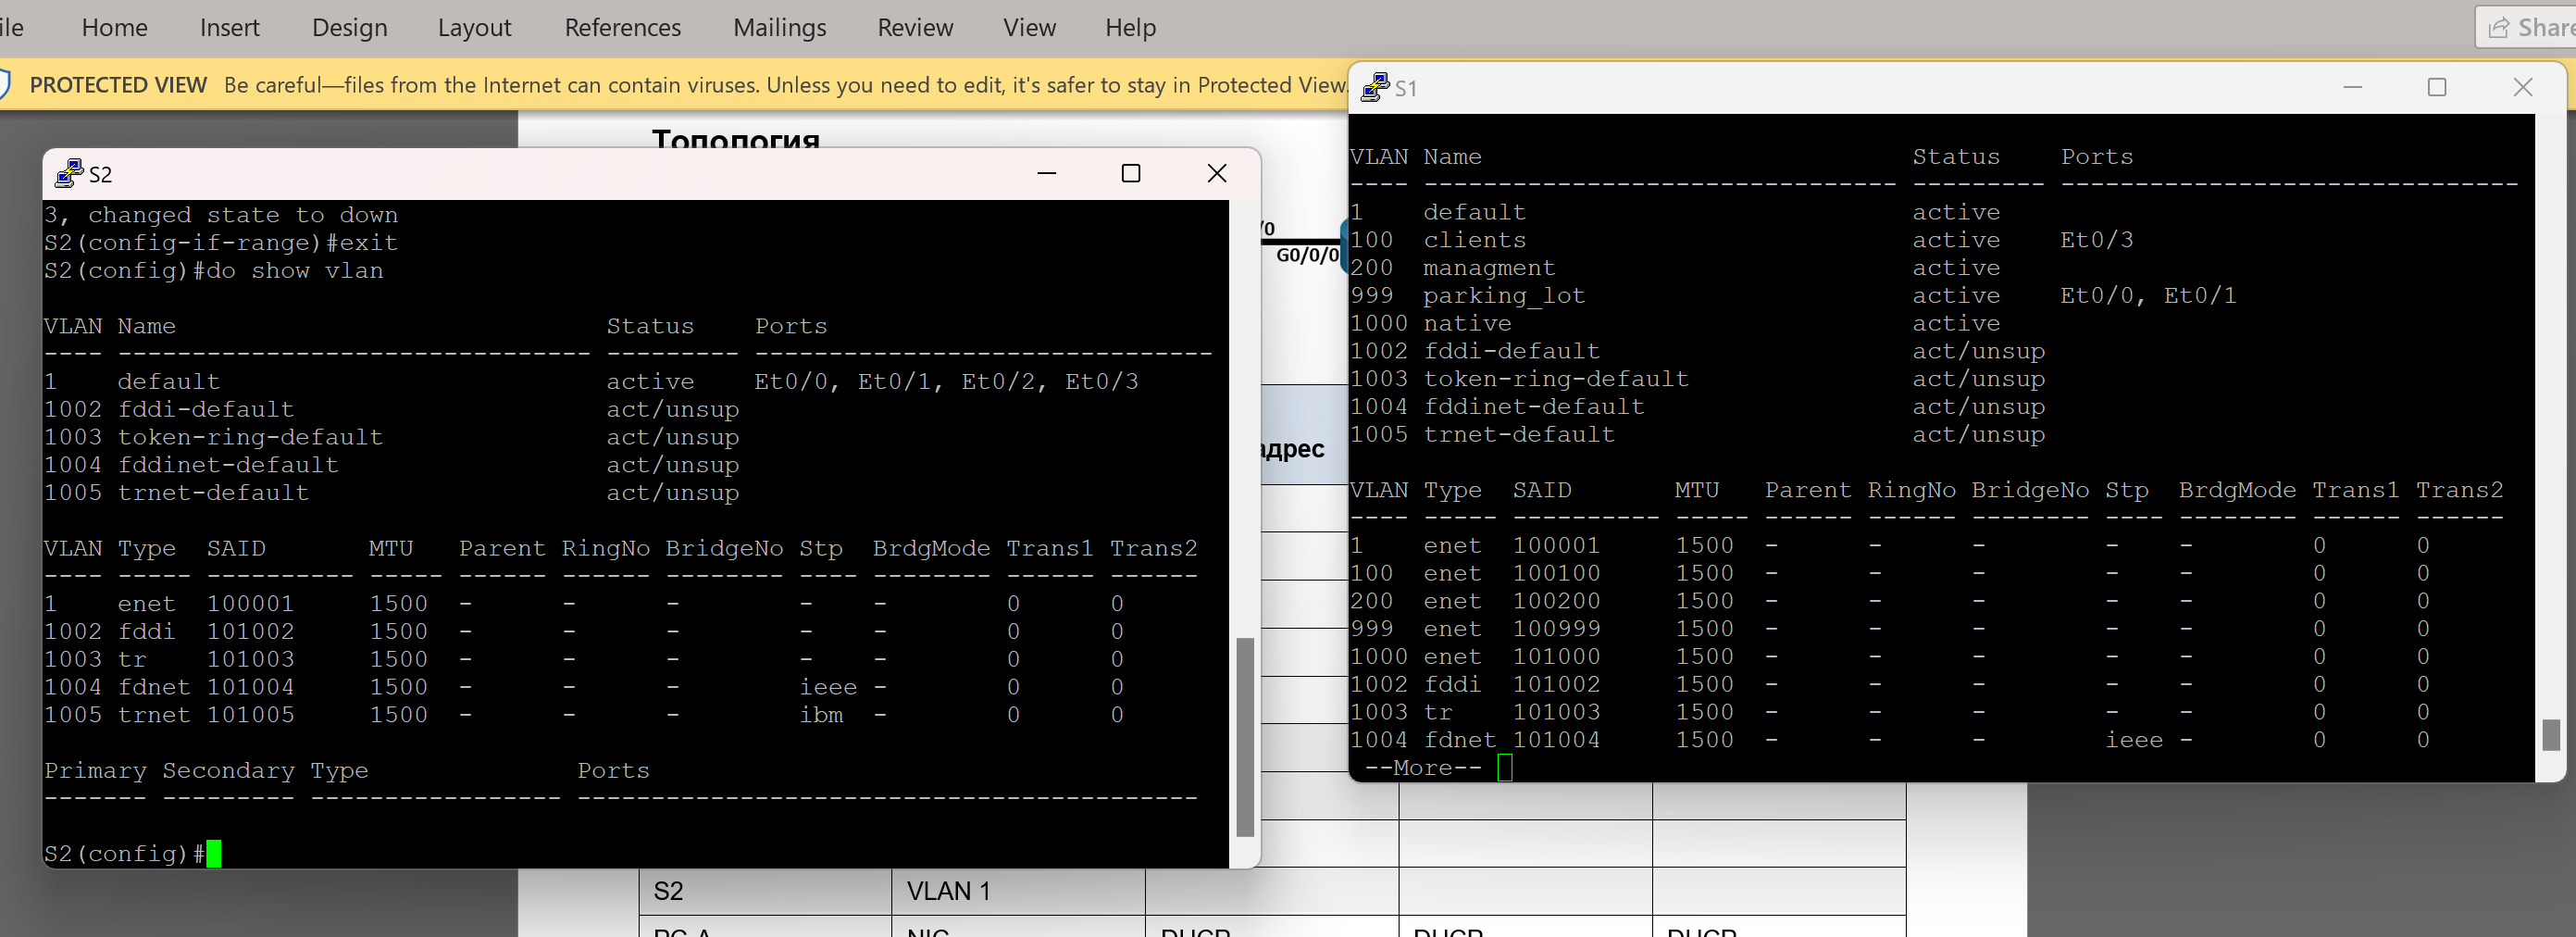 Home Insert Design Layout References Mailings Review View Help Share
PROTECTED VIEW Be careful—files from the Internet can contain viruses. Unless you need to edit, it's safer to stay in Protected View.
Топология
/0
G0/0/0
адрес
S2
3, changed state to down
S2(config-if-range)#exit
S2(config)#do show vlan
VLAN Name Status Ports
---- -------------------------------- --------- -------------------------------
1 default active Et0/0, Et0/1, Et0/2, Et0/3
1002 fddi-default act/unsup
1003 token-ring-default act/unsup
1004 fddinet-default act/unsup
1005 trnet-default act/unsup
VLAN Type SAID MTU Parent RingNo BridgeNo Stp BrdgMode Trans1 Trans2
---- ----- ---------- ----- ------ ------ -------- ---- -------- ------ ------
1 enet 100001 1500 - - - - - 0 0
1002 fddi 101002 1500 - - - - - 0 0
1003 tr 101003 1500 - - - - - 0 0
1004 fdnet 101004 1500 - - - ieee - 0 0
1005 trnet 101005 1500 - - - ibm - 0 0
Primary Secondary Type Ports
------- --------- ----------------- ------------------------------------------
S2(config)#
S1
VLAN Name Status Ports
---- -------------------------------- --------- -------------------------------
1 default active
100 clients active Et0/3
200 managment active
999 parking_lot active Et0/0, Et0/1
1000 native active
1002 fddi-default act/unsup
1003 token-ring-default act/unsup
1004 fddinet-default act/unsup
1005 trnet-default act/unsup
VLAN Type SAID MTU Parent RingNo BridgeNo Stp BrdgMode Trans1 Trans2
---- ----- ---------- ----- ------ ------ -------- ---- -------- ------ ------
1 enet 100001 1500 - - - - - 0 0
100 enet 100100 1500 - - - - - 0 0
200 enet 100200 1500 - - - - - 0 0
999 enet 100999 1500 - - - - - 0 0
1000 enet 101000 1500 - - - - - 0 0
1002 fddi 101002 1500 - - - - - 0 0
1003 tr 101003 1500 - - - - - 0 0
1004 fdnet 101004 1500 - - - ieee - 0 0
--More--
S2 VLAN 1